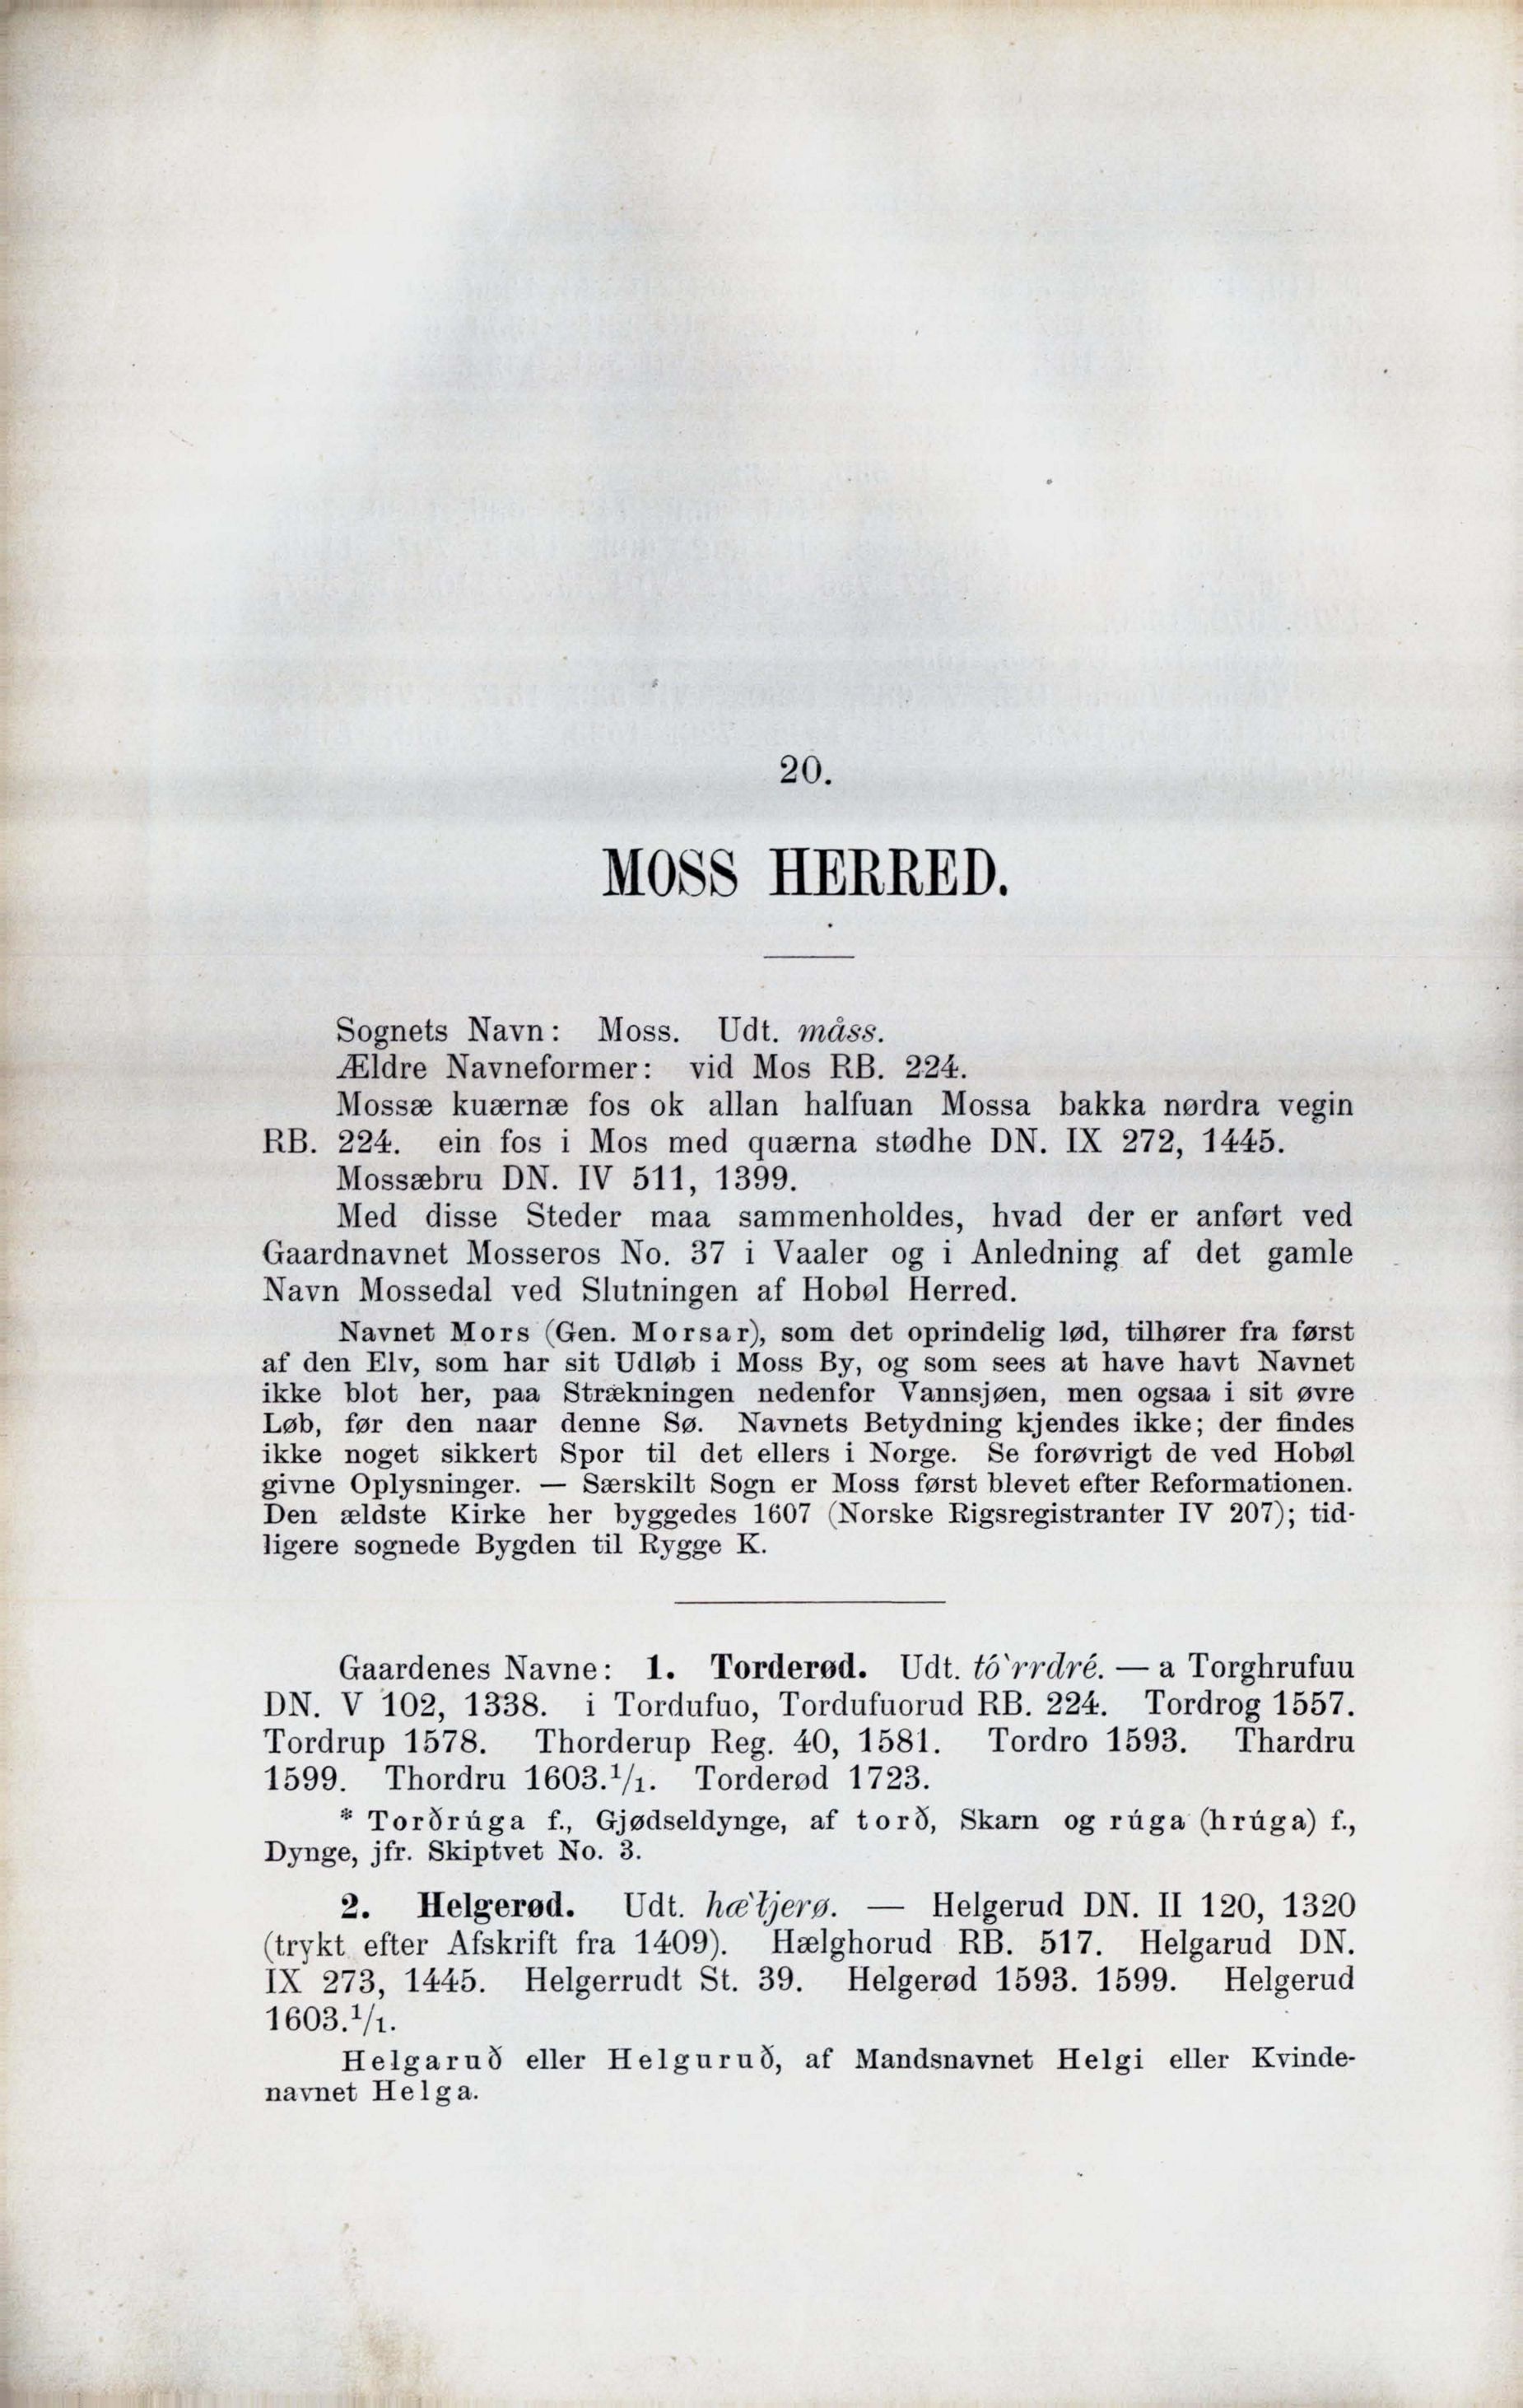 20.
MOSS HERRED.
Sognets Navn: Moss. Udt. måss.
Ældre Navneformer: vid Mos RB. 224.
Mossæ kuærnæ fos ok allan halfuan Mossa bakka nørdra vegin
RB. 224. ein fos i Mos med quærna stødhe DN. IX 272, 1445.
Mossæbru DN. IV 511, 1399.
Med disse Steder maa sammenholdes, hvad der er anført ved
Gaardnavnet Mosseros No. 37 i Vaaler og i Anledning af det gamle
Navn Mossedal ved Slutningen af Hobøl Herred.
Navnet Mors (Gen. Morsar), som det oprindelig lød, tilhører fra først
af den Elv, som har sit Udløb i Moss By, og som sees at have havt Navnet
ikke blot her, paa Strækningen nedenfor Vannsjøen, men ogsaa i sit øvre
Løb, før den naar denne Sø. Navnets Betydning kjendes ikke; der findes
ikke noget sikkert Spor til det ellers i Norge. Se forøvrigt de ved Hobøl
givne Oplysninger. — Særskilt Sogn er Moss først blevet efter Reformationen.
Den ældste Kirke her byggedes 1607 (Norske Rigsregistranter IV 207); tid-
ligere sognede Bygden til Rygge K.
Gaardenes Navne: 1. Torderød. Udt. tó`rrdré. — a Torghrufuu
DN. V 102, 1338. i Tordufuo, Tordufuorud RB. 224. Tordrog 1557.
Tordrup 1578. Thorderup Reg. 40, 1581. Tordro 1593. Thardru
1599. Thordru 1603.¹/₁. Torderød 1723.
* Torðrúga f., Gjødseldynge, af torð, Skarn og rúga (hrúga) f.,
Dynge, jfr. Skiptvet No. 3.
2. Helgerød. Udt. hæ`ljerø. — Helgerud DN. II 120, 1320
(trykt efter Afskrift fra 1409). Hælghorud RB. 517. Helgarud DN.
IX 273, 1445. Helgerrudt St. 39. Helgerød 1593. 1599. Helgerud
1603.¹/₁.
Helgaruð eller Helguruð, af Mandsnavnet Helgi eller Kvinde-
navnet Helga.